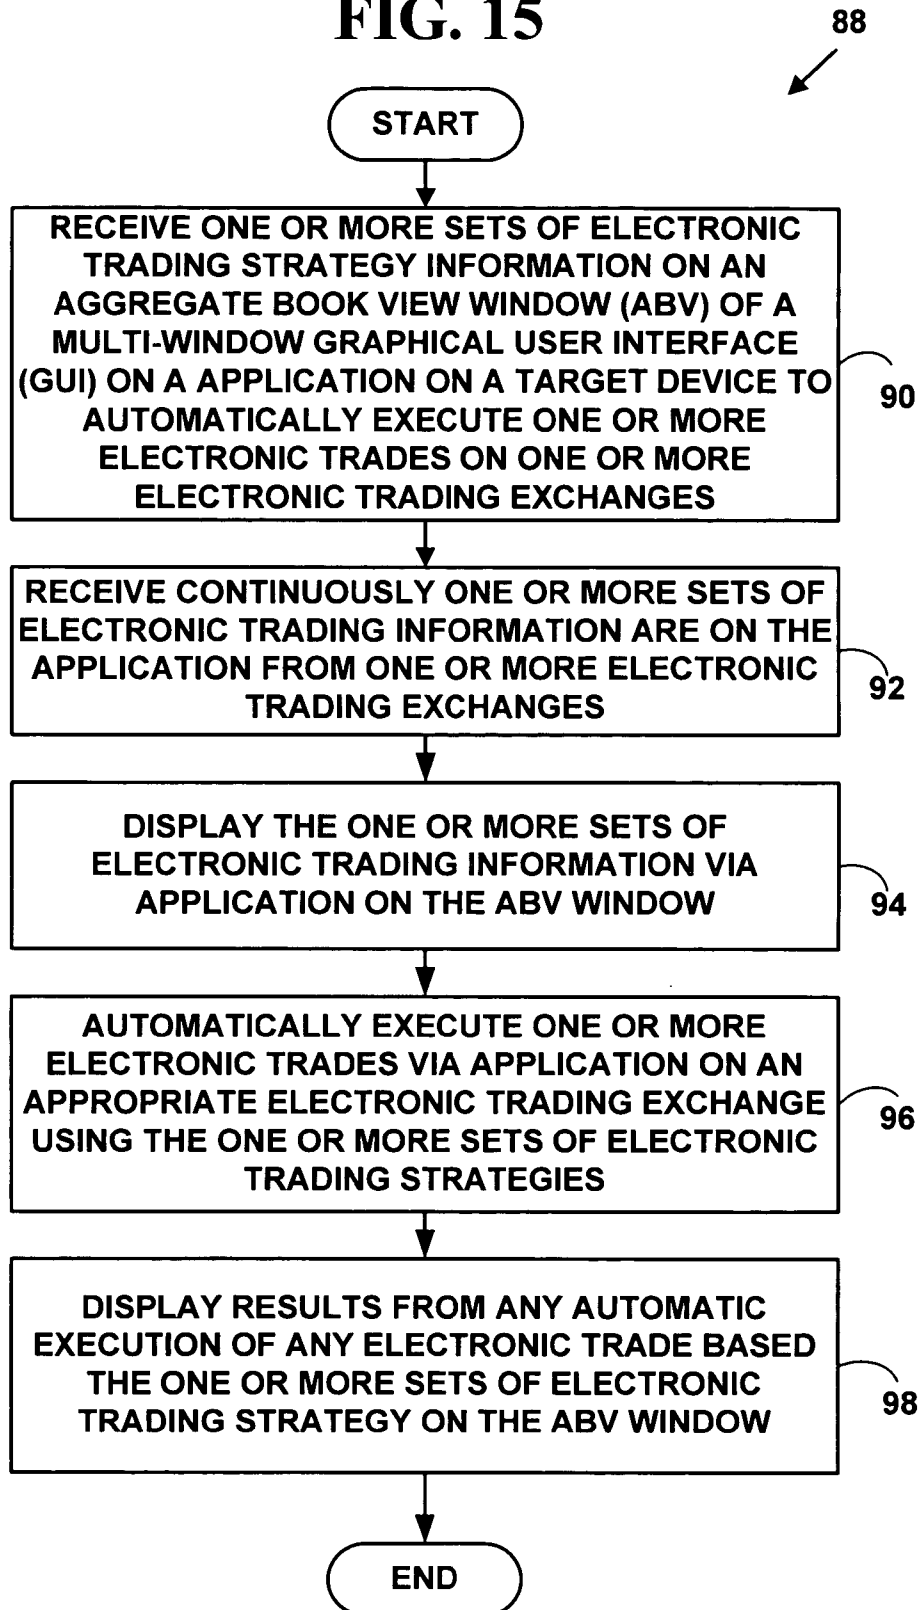 FIG. 15
88
START
RECEIVE ONE OR MORE SETS OF ELECTRONIC
TRADING STRATEGY INFORMATION ON AN
AGGREGATE BOOK VIEW WINDOW (ABV) OF A
MULTI-WINDOW GRAPHICAL USER INTERFACE
(GUI) ON A APPLICATION ON A TARGET DEVICE TO
AUTOMATICALLY EXECUTE ONE OR MORE
ELECTRONIC TRADES ON ONE OR MORE
ELECTRONIC TRADING EXCHANGES
90
RECEIVE CONTINUOUSLY ONE OR MORE SETS OF
ELECTRONIC TRADING INFORMATION ARE ON THE
APPLICATION FROM ONE OR MORE ELECTRONIC
TRADING EXCHANGES
92
DISPLAY THE ONE OR MORE SETS OF
ELECTRONIC TRADING INFORMATION VIA
APPLICATION ON THE ABV WINDOW
94
AUTOMATICALLY EXECUTE ONE OR MORE
ELECTRONIC TRADES VIA APPLICATION ON AN
APPROPRIATE ELECTRONIC TRADING EXCHANGE
USING THE ONE OR MORE SETS OF ELECTRONIC
TRADING STRATEGIES
96
DISPLAY RESULTS FROM ANY AUTOMATIC
EXECUTION OF ANY ELECTRONIC TRADE BASED
THE ONE OR MORE SETS OF ELECTRONIC
TRADING STRATEGY ON THE ABV WINDOW
98
END